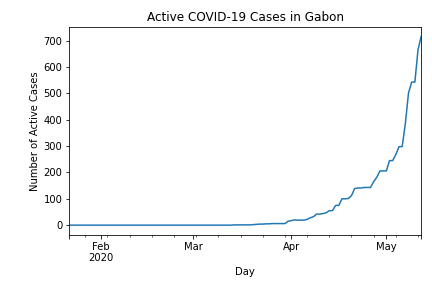 Active COVID-19 Cases in Gabon
700
600
500
400
300
200
100
0
Number of Active Cases
Feb
2020
Mar
Apr
May
Day